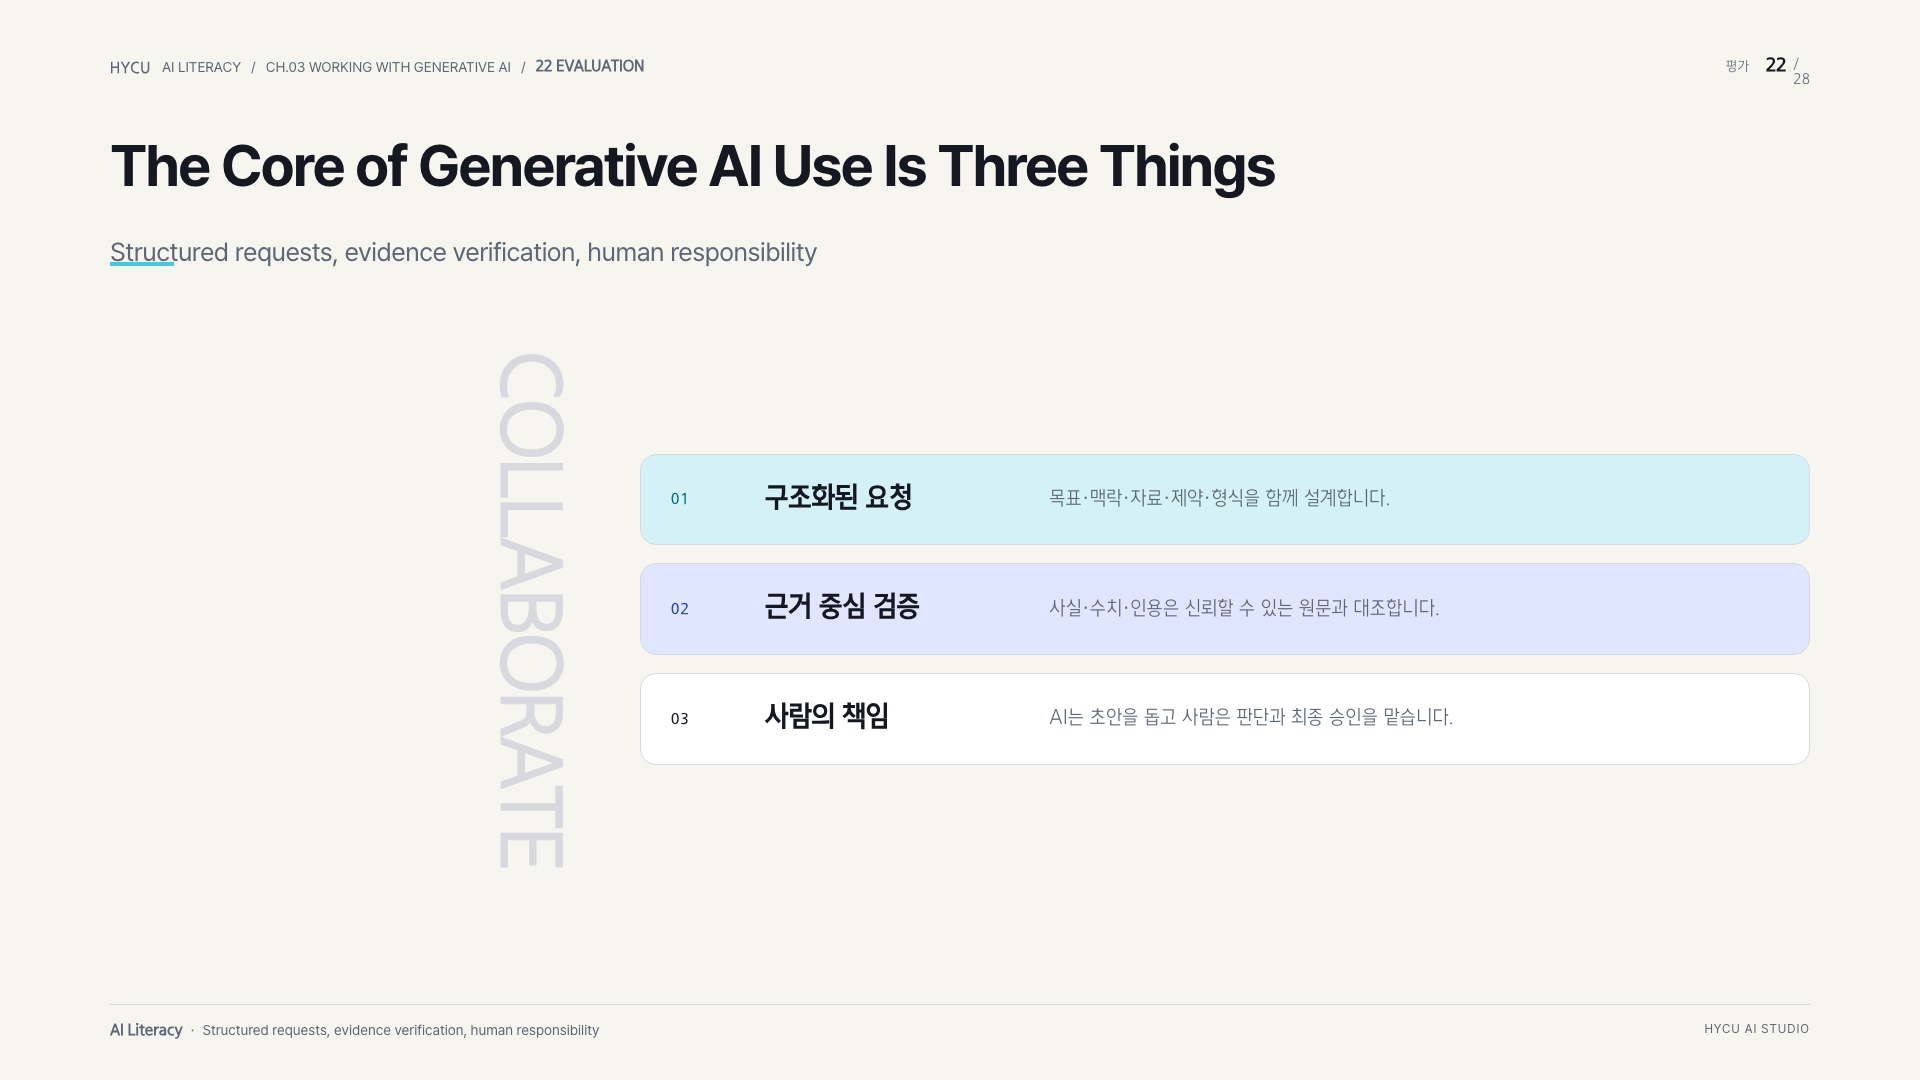 HYCU AI LITERACY / CH.03 WORKING WITH GENERATIVE AI / 22 EVALUATION
평가 22 / 28
The Core of Generative AI Use Is Three Things
Structured requests, evidence verification, human responsibility
COLLABORATE
01 구조화된 요청 목표·맥락·자료·제약·형식을 함께 설계합니다.
02 근거 중심 검증 사실·수치·인용은 신뢰할 수 있는 원문과 대조합니다.
03 사람의 책임 AI는 초안을 돕고 사람은 판단과 최종 승인을 맡습니다.
AI Literacy · Structured requests, evidence verification, human responsibility
HYCU AI STUDIO